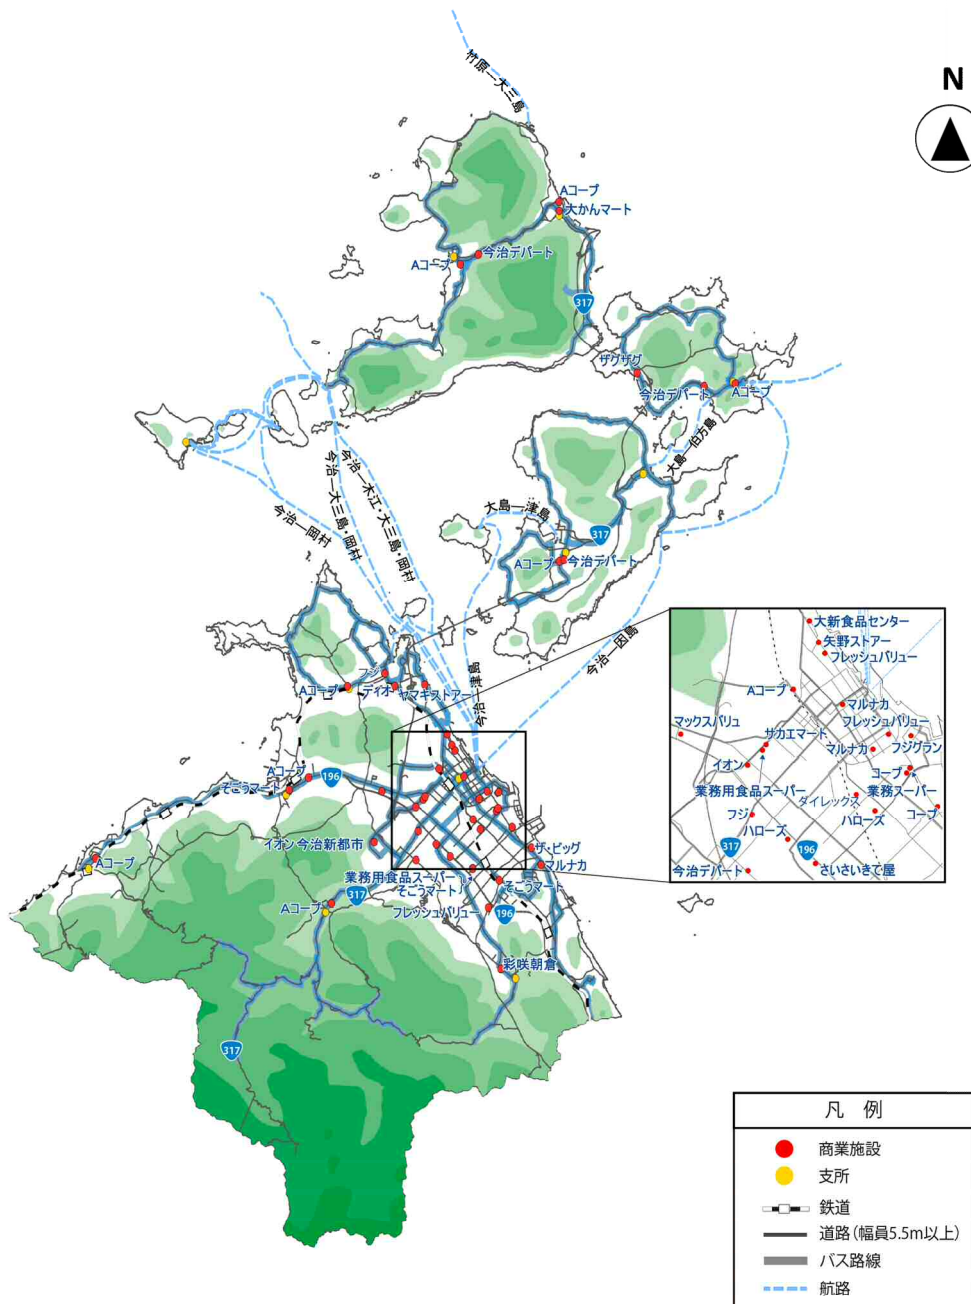 竹原―大三島
N
Aコープ
大かんマート
今治デパート
Aコープ
317
ザグザグ
今治デパート
Aコープ
大島―伯方島
大島―津島
317
今治―木江・大三島・岡村
今治―大三島・岡村
今治―岡村
Aコープ
今治デパート
今治―因島
今治―津島
フジ
Aコープ
ディオ
ヤマキストアー
Aコープ
196
そごうマート
Aコープ
イオン今治新都市
ザ・ビッグ
マルナカ
業務用食品スーパー
そごうマート
そごうマート
317
Aコープ
フレッシュバリュー
196
彩咲朝倉
317
大新食品センター
矢野ストアー
フレッシュバリュー
Aコープ
マルナカ
マックスバリュ
フレッシュバリュー
サカエマート
マルナカ
フジグラン
イオン
コープ
業務用食品スーパー
業務スーパー
ダイレックス
フジ
ハローズ
コープ
ハローズ
317
196
今治デパート
さいさいきて屋
凡 例
商業施設
支所
鉄道
道路(幅員5.5m以上)
バス路線
航路